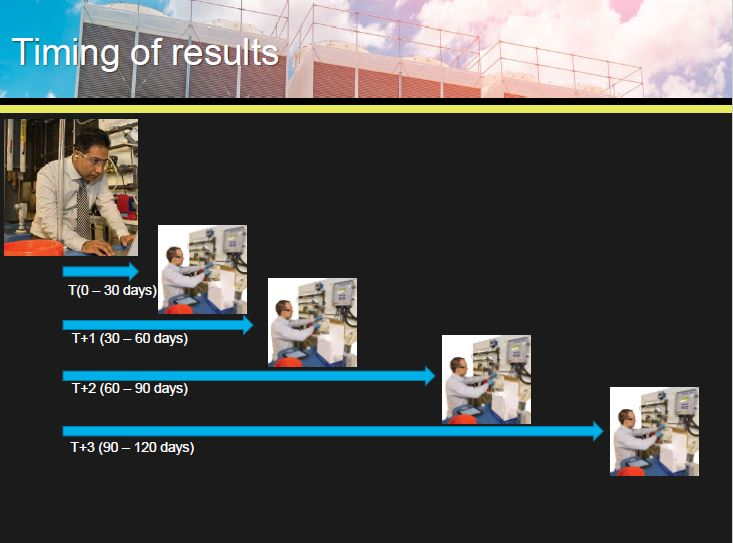 Timing of results
T(0 – 30 days)
T+1 (30 – 60 days)
T+2 (60 – 90 days)
T+3 (90 – 120 days)